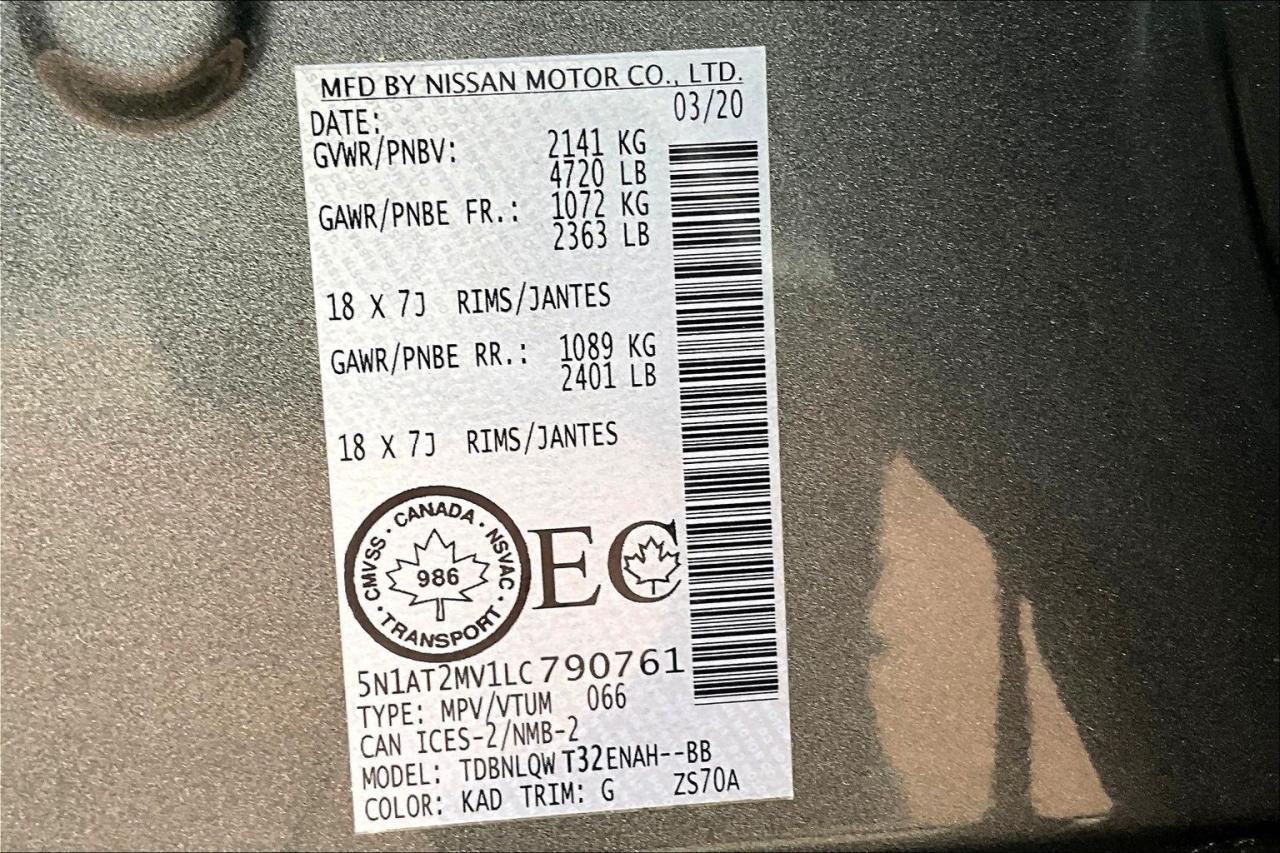 MFD BY NISSAN MOTOR CO., LTD.
DATE: 03/20
GVWR/PNBV: 2141 KG
4720 LB
GAWR/PNBE FR.: 1072 KG
2363 LB
18 X 7J RIMS/JANTES
GAWR/PNBE RR.: 1089 KG
2401 LB
18 X 7J RIMS/JANTES
CMVSS · CANADA · NSVAC · TRANSPORT ·
986
EC
5N1AT2MV1LC790761
TYPE: MPV/VTUM 066
CAN ICES-2/NMB-2
MODEL: TDBNLQWT32ENAH--BB
COLOR: KAD TRIM: G ZS70A